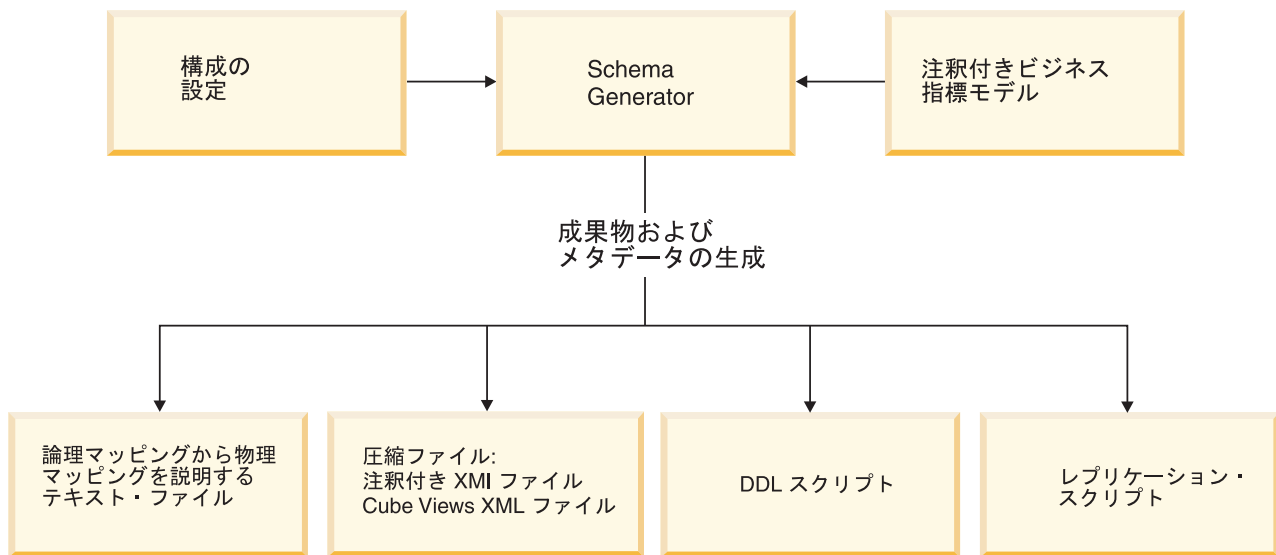 構成の
設定
Schema
Generator
注釈付きビジネス
指標モデル
成果物および
メタデータの生成
論理マッピングから物理
マッピングを説明する
テキスト・ファイル
圧縮ファイル:
注釈付き XMI ファイル
Cube Views XML ファイル
DDL スクリプト
レプリケーション・
スクリプト